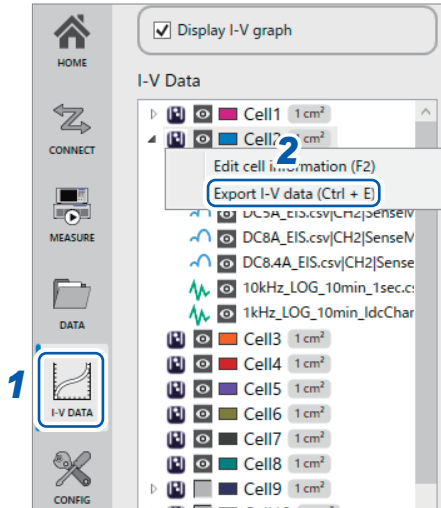 HOME
CONNECT
MEASURE
DATA
1
I-V DATA
CONFIG
Display I-V graph
I-V Data
Cell1 1 cm²
Cell2 cm²
2
Edit cell information (F2)
Export I-V data (Ctrl + E)
DC5A_EIS.csv|CH2|SenseM
DC8A_EIS.csv|CH2|SenseM
DC8.4A_EIS.csv|CH2|Sense
10kHz_LOG_10min_1sec.cs
1kHz_LOG_10min_IdcChar
Cell3 1 cm²
Cell4 1 cm²
Cell5 1 cm²
Cell6 1 cm²
Cell7 1 cm²
Cell8 1 cm²
Cell9 1 cm²